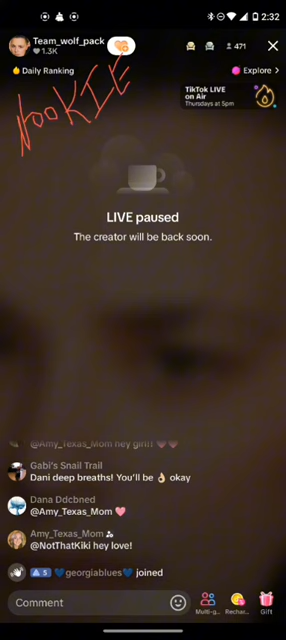 2:32
Team_wolf_pack
1.3K
471
Daily Ranking
Explore >
NooKIE
TikTok LIVE
on Air
Thursdays at 5pm
LIVE paused
The creator will be back soon.
@Amy_Texas_Mom hey girl!!
Gabi's Snail Trail
Dani deep breaths! You'll be 👌🏼 okay
Dana Ddcbned
@Amy_Texas_Mom 🩷
Amy_Texas_Mom
@NotThatKiki hey love!
5 💙georgiablues💙 joined
Comment
Multi-g...
Rechar...
Gift